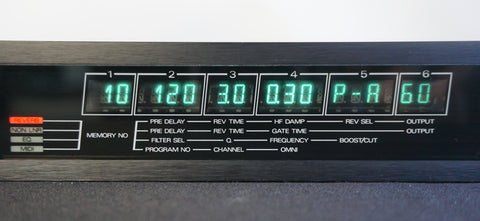 1 2 3 4 5 6
10 120 3.0 0.30 P-A 60
REVERB PRE DELAY REV TIME HF DAMP REV SEL OUTPUT
NON LNR MEMORY NO PRE DELAY REV TIME GATE TIME OUTPUT
EQ FILTER SEL Q FREQUENCY BOOST/CUT
MIDI PROGRAM NO CHANNEL OMNI